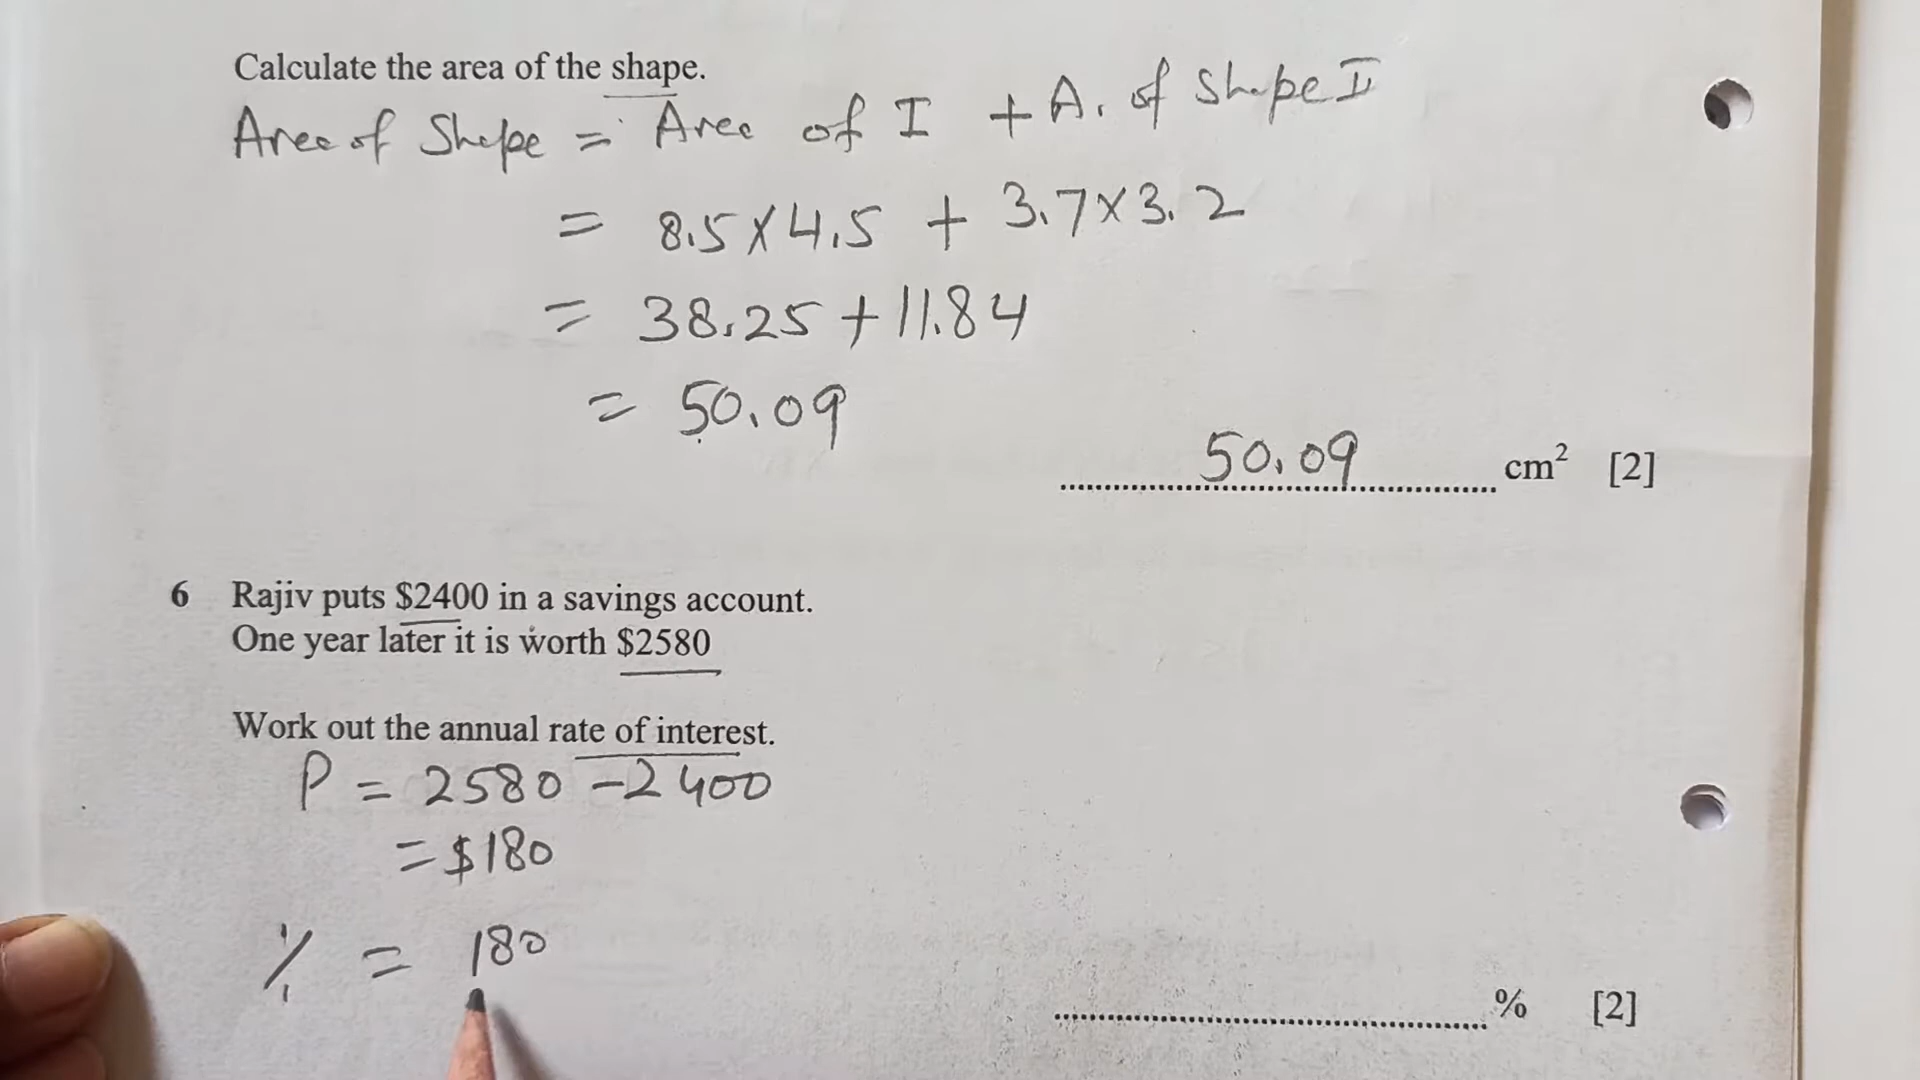 Calculate the area of the shape.
Area of Shape = Area of I + A. of Shape II
= 8.5 × 4.5 + 3.7 × 3.2
= 38.25 + 11.84
= 50.09
50.09 cm² [2]
6 Rajiv puts $2400 in a savings account.
One year later it is worth $2580
Work out the annual rate of interest.
P = 2580 - 2400
= $180
% = 180
% [2]